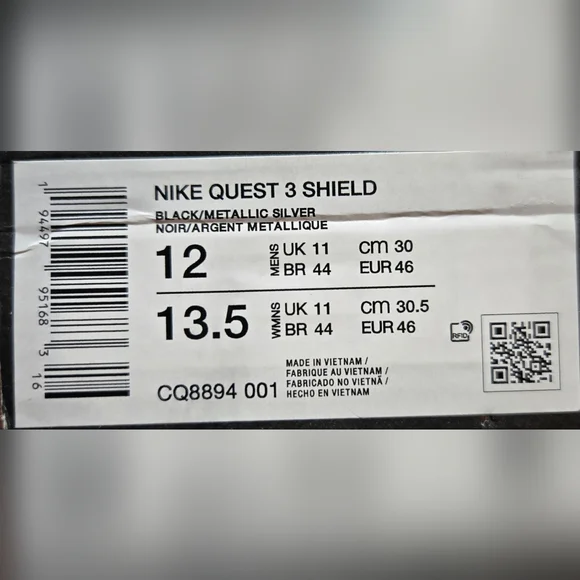 NIKE QUEST 3 SHIELD
BLACK/METALLIC SILVER
NOIR/ARGENT METALLIQUE
12 MENS UK 11 CM 30
BR 44 EUR 46
13.5 WMNS UK 11 CM 30.5
BR 44 EUR 46
RFID
CQ8894 001
MADE IN VIETNAM /
FABRIQUE AU VIETNAM /
FABRICADO NO VIETNÃ /
HECHO EN VIETNAM
1 94497 95168 3 16